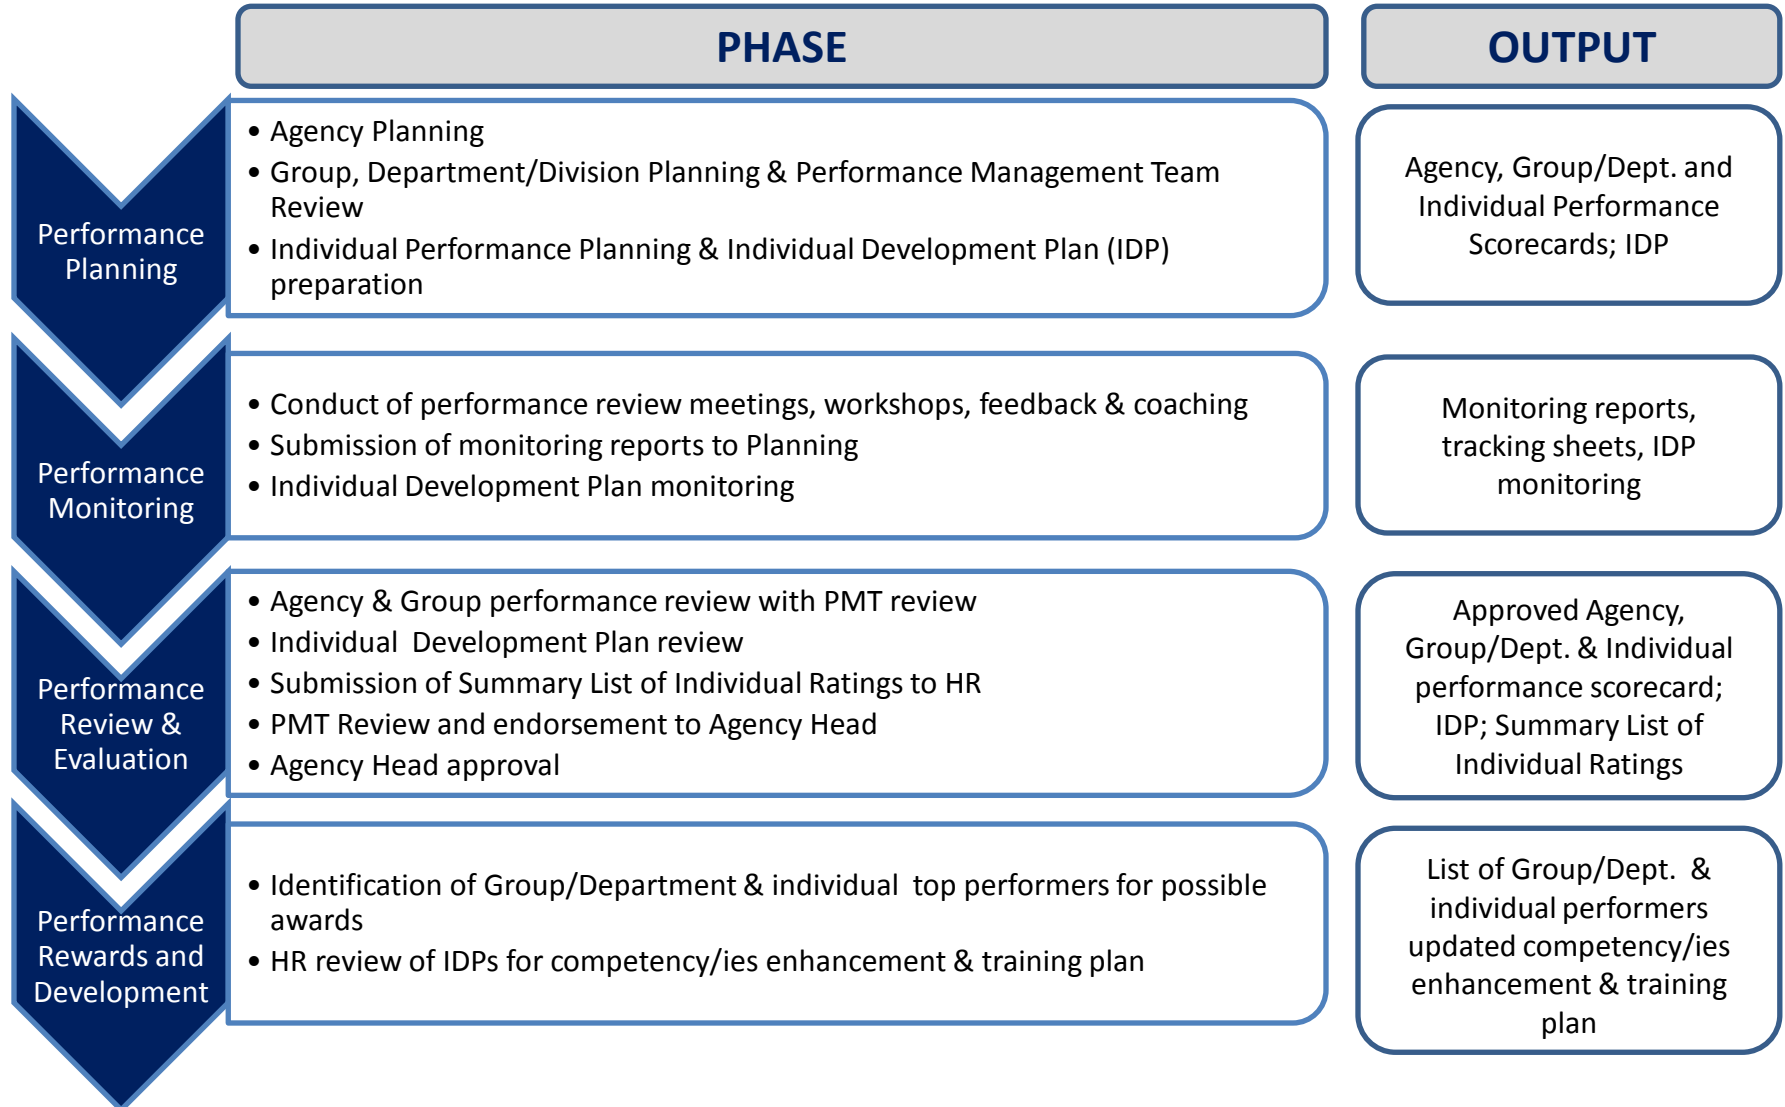 PHASE
OUTPUT
Performance
Planning
• Agency Planning
• Group, Department/Division Planning & Performance Management Team
Review
• Individual Performance Planning & Individual Development Plan (IDP)
preparation
Agency, Group/Dept. and
Individual Performance
Scorecards; IDP
Performance
Monitoring
• Conduct of performance review meetings, workshops, feedback & coaching
• Submission of monitoring reports to Planning
• Individual Development Plan monitoring
Monitoring reports,
tracking sheets, IDP
monitoring
Performance
Review &
Evaluation
• Agency & Group performance review with PMT review
• Individual Development Plan review
• Submission of Summary List of Individual Ratings to HR
• PMT Review and endorsement to Agency Head
• Agency Head approval
Approved Agency,
Group/Dept. & Individual
performance scorecard;
IDP; Summary List of
Individual Ratings
Performance
Rewards and
Development
• Identification of Group/Department & individual top performers for possible
awards
• HR review of IDPs for competency/ies enhancement & training plan
List of Group/Dept. &
individual performers
updated competency/ies
enhancement & training
plan